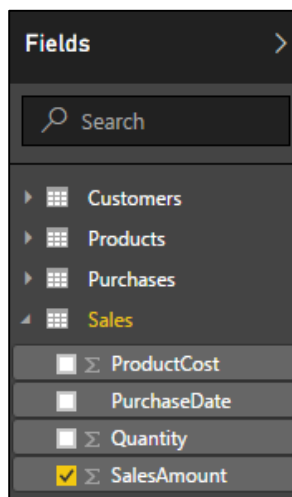 Fields
Search
Customers
Products
Purchases
Sales
ProductCost
PurchaseDate
Quantity
SalesAmount